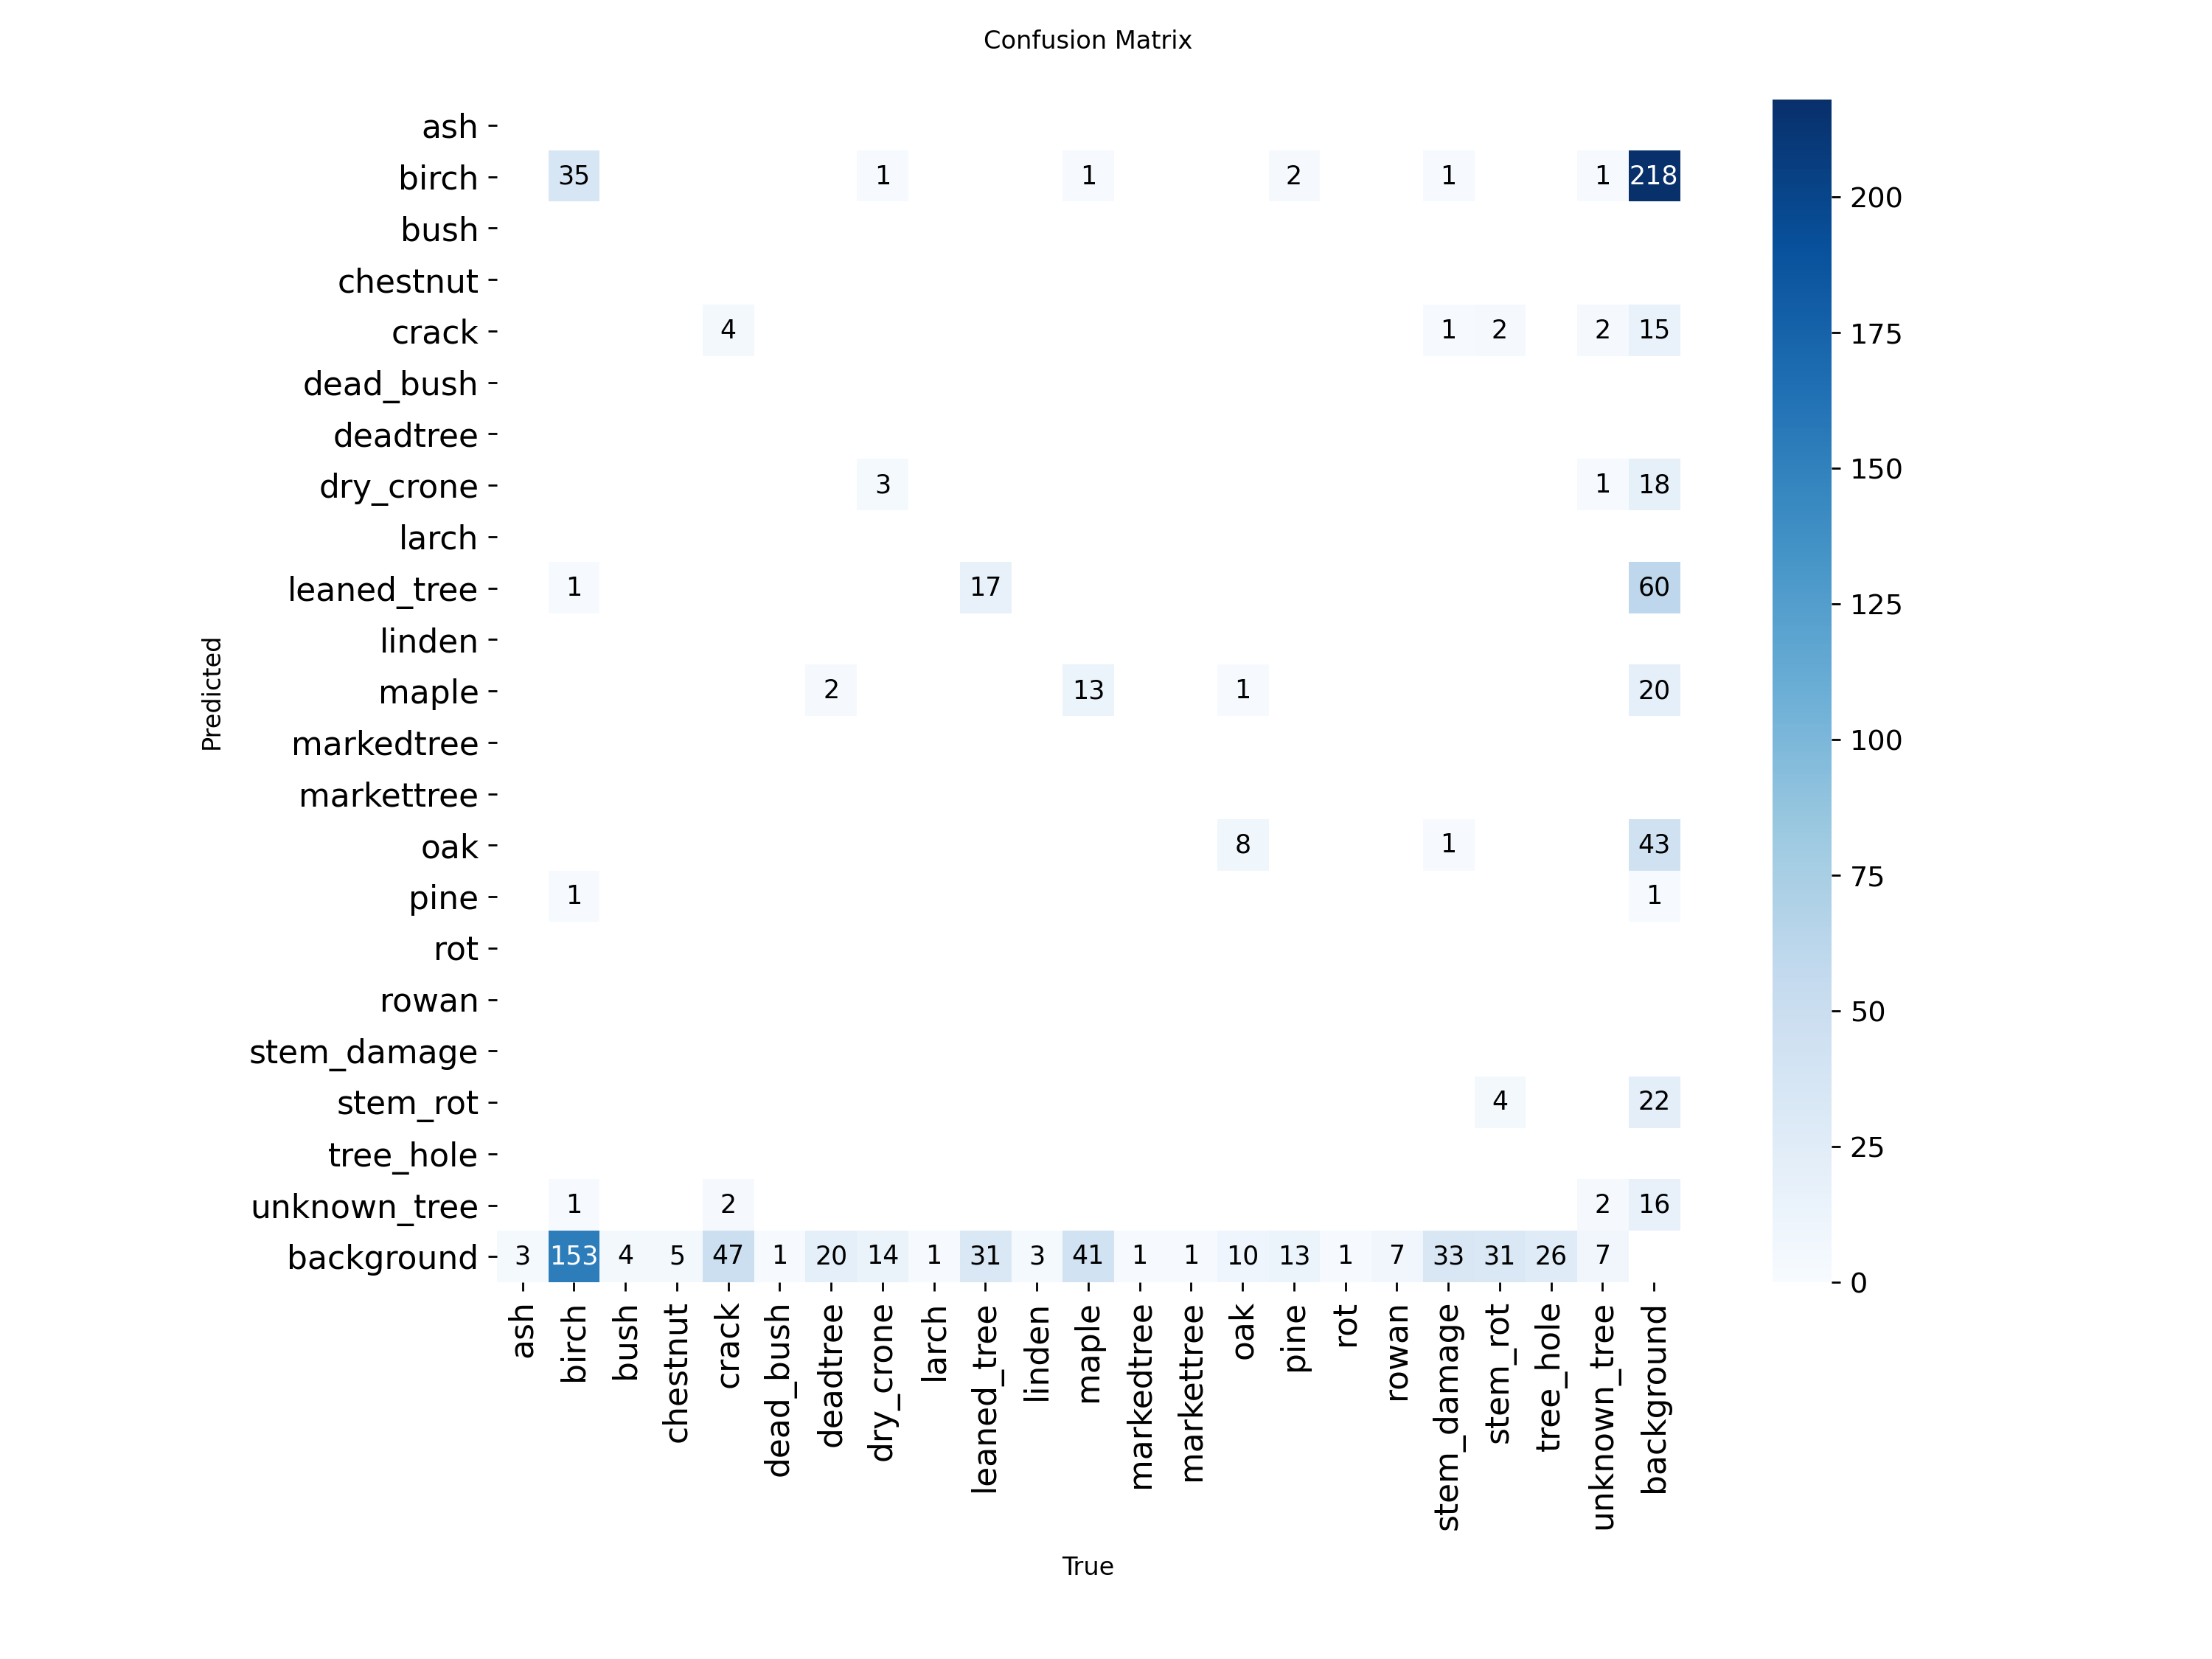 Confusion Matrix
ash
birch 35 1 1 2 1 1 218
200
bush
chestnut
crack 4 1 2 2 15
175
dead_bush
deadtree
150
dry_crone 3 1 18
larch
125
leaned_tree 1 17 60
linden
Predicted
maple 2 13 1 20
markedtree
100
markettree
oak 8 1 43
75
pine 1 1
rot
rowan
50
stem_damage
stem_rot 4 22
25
tree_hole
unknown_tree 1 2 2 16
background 3 153 4 5 47 1 20 14 1 31 3 41 1 1 10 13 1 7 33 31 26 7
0
ash birch bush chestnut crack dead_bush deadtree dry_crone larch leaned_tree linden maple markedtree markettree oak pine rot rowan stem_damage stem_rot tree_hole unknown_tree background
True